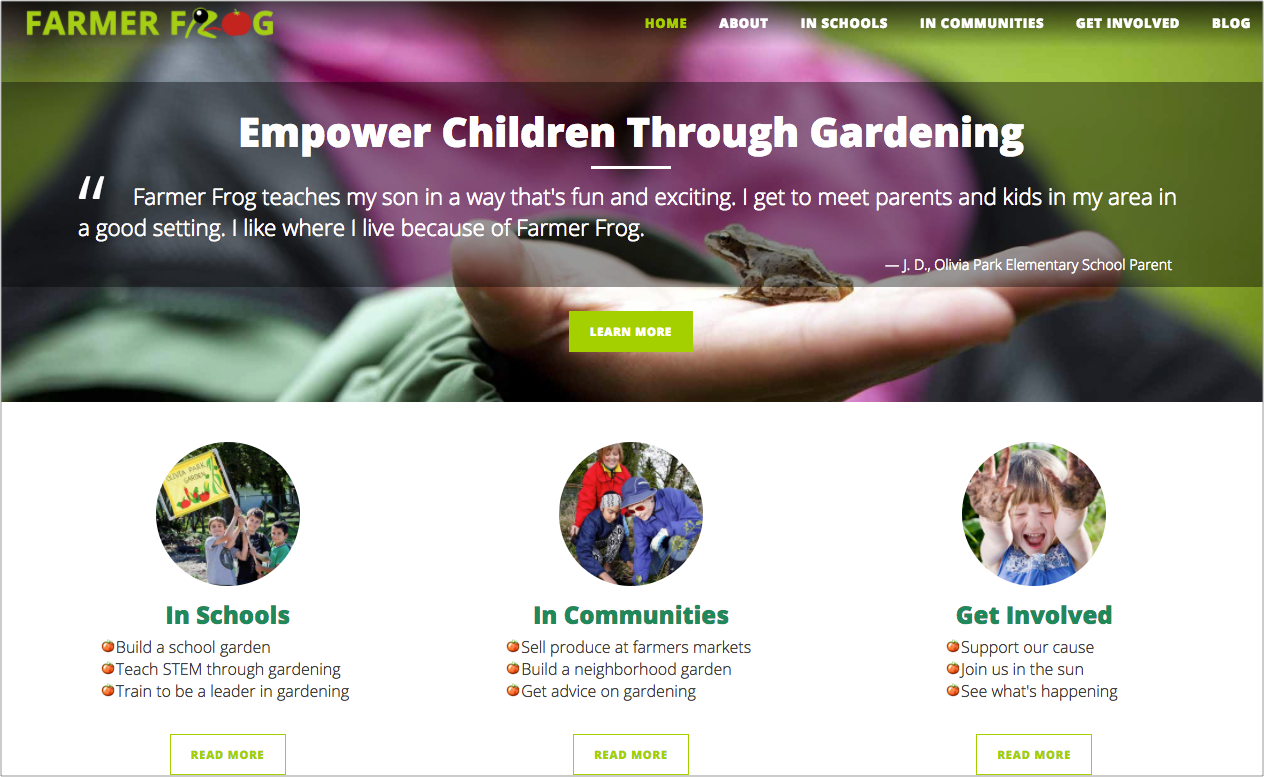 FARMER FROG
HOME ABOUT IN SCHOOLS IN COMMUNITIES GET INVOLVED BLOG
Empower Children Through Gardening
“ Farmer Frog teaches my son in a way that's fun and exciting. I get to meet parents and kids in my area in
a good setting. I like where I live because of Farmer Frog.
— J. D., Olivia Park Elementary School Parent
LEARN MORE
OLIVIA PARK
GARDEN
In Schools
Build a school garden
Teach STEM through gardening
Train to be a leader in gardening
READ MORE
In Communities
Sell produce at farmers markets
Build a neighborhood garden
Get advice on gardening
READ MORE
Get Involved
Support our cause
Join us in the sun
See what's happening
READ MORE